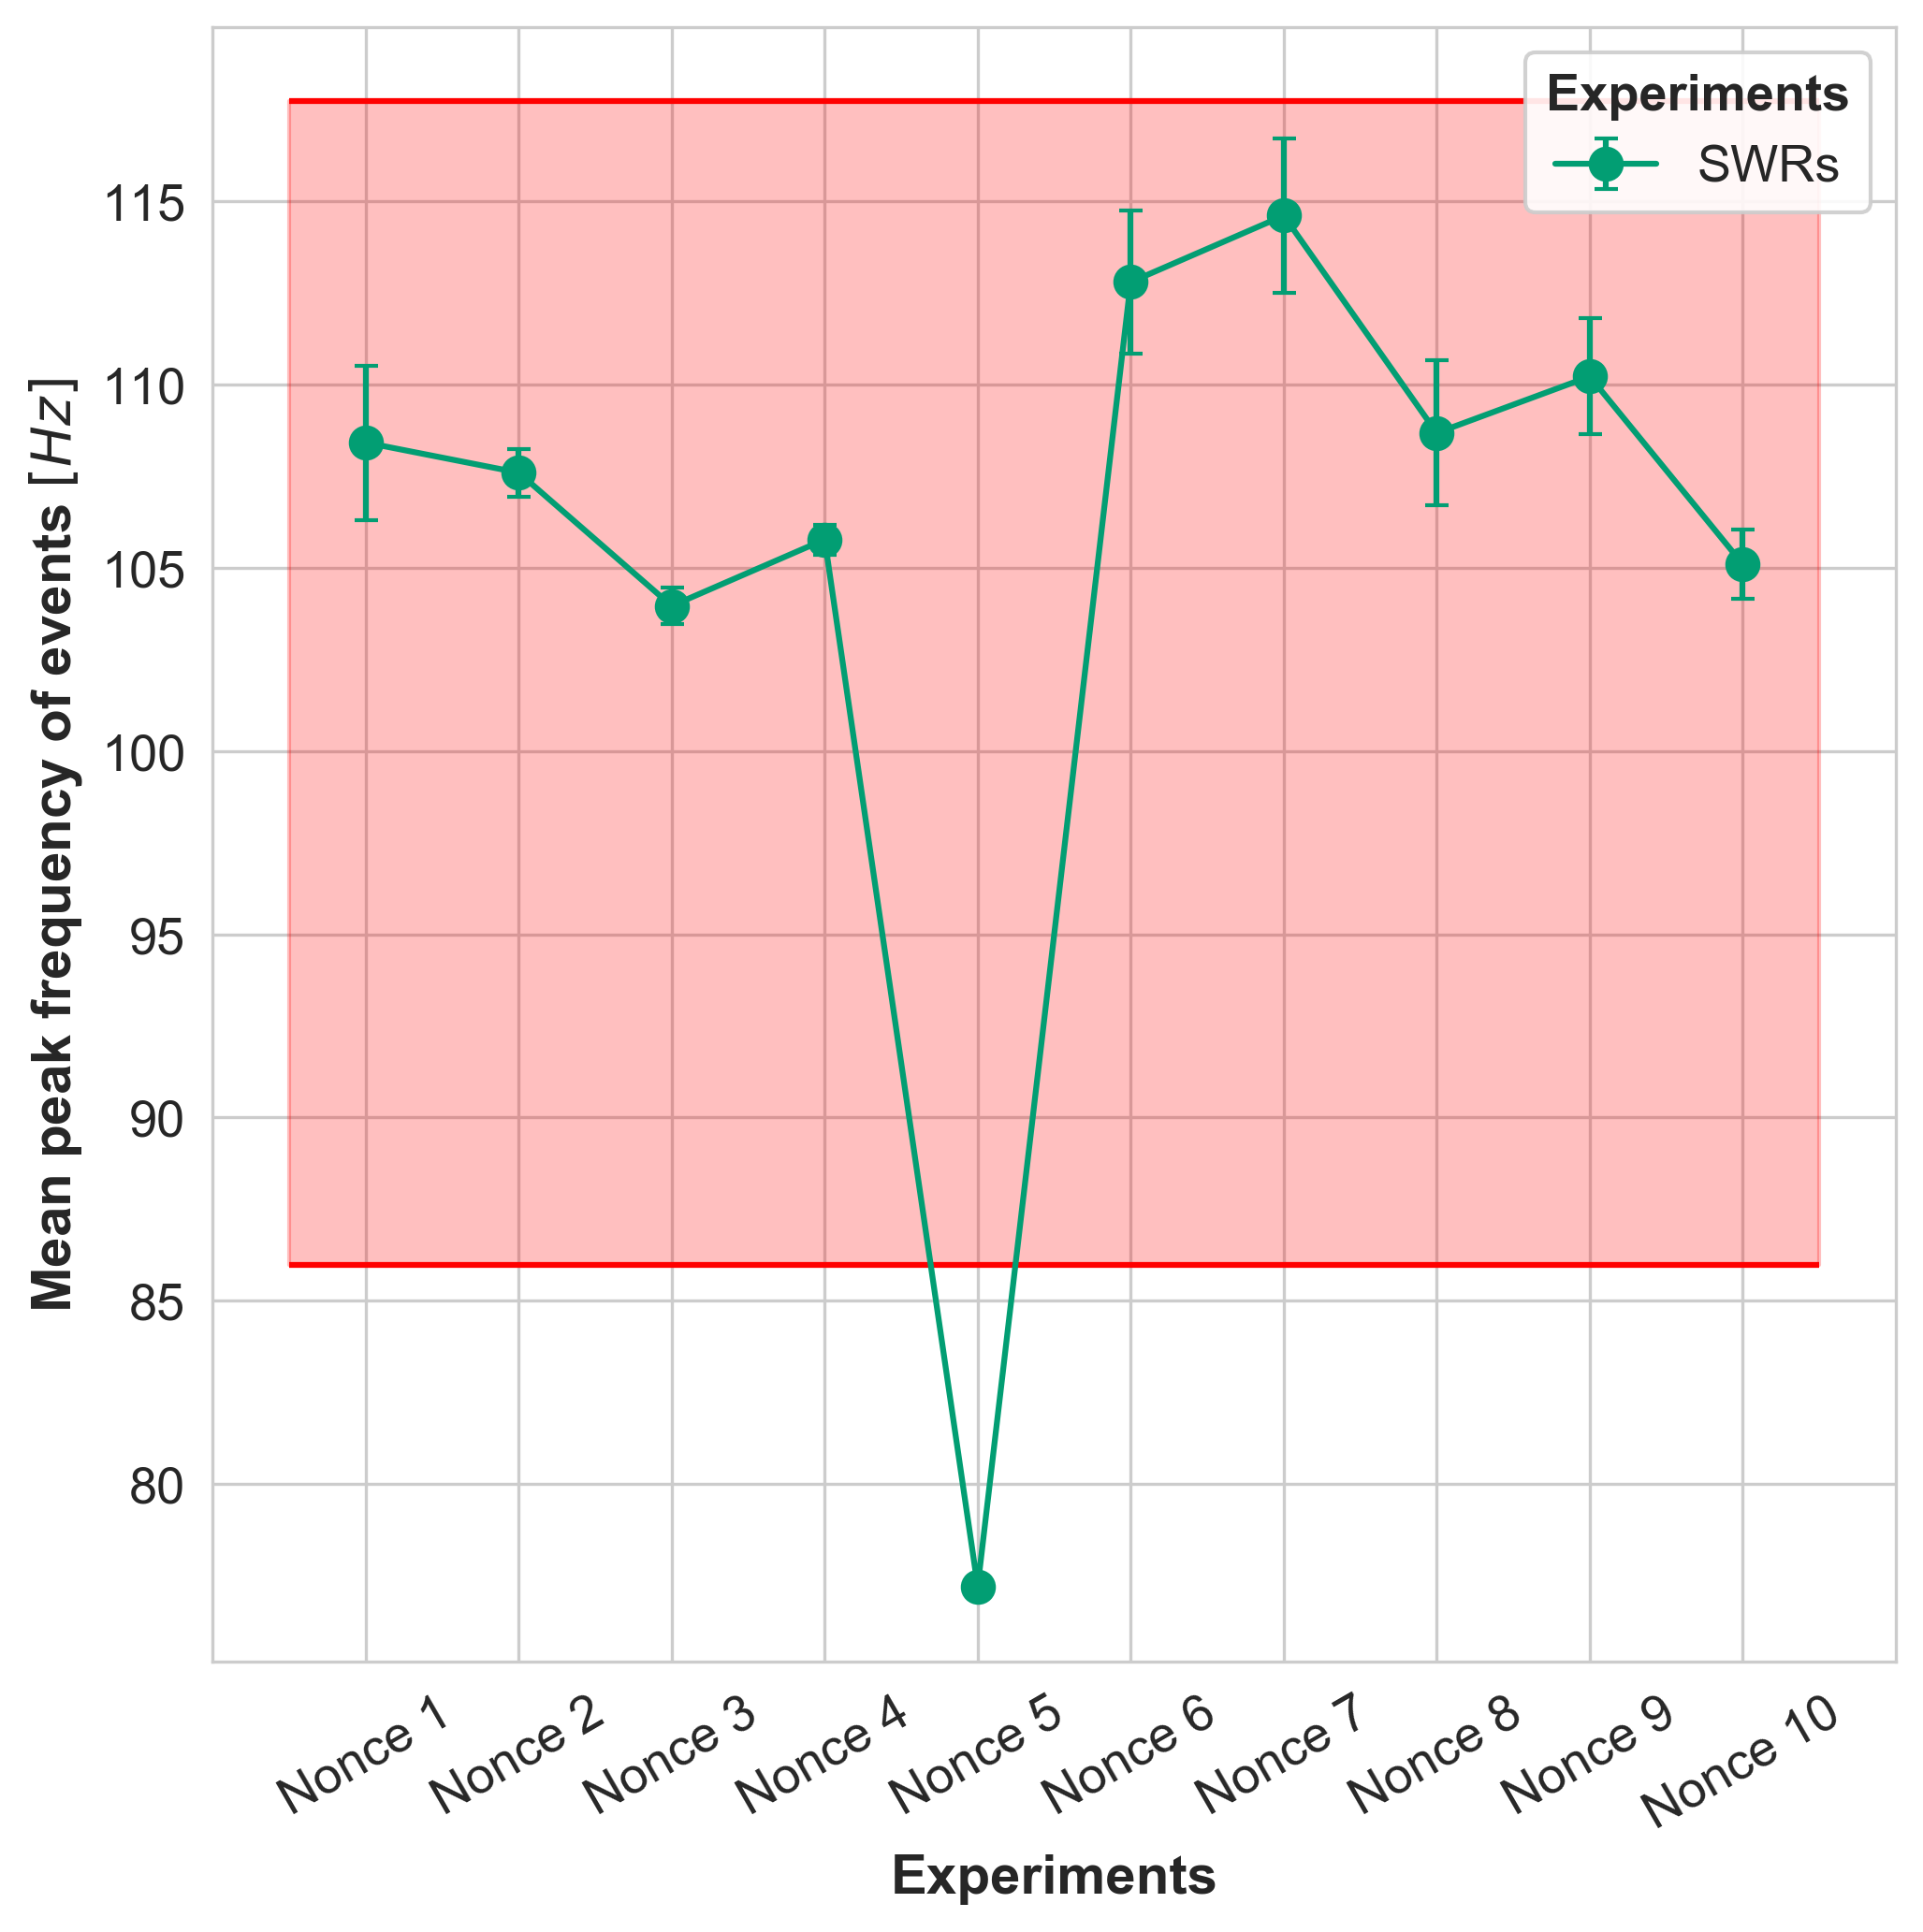 Experiments
SWRs
Mean peak frequency of events [Hz]
115
110
105
100
95
90
85
80
Nonce 1
Nonce 2
Nonce 3
Nonce 4
Nonce 5
Nonce 6
Nonce 7
Nonce 8
Nonce 9
Nonce 10
Experiments